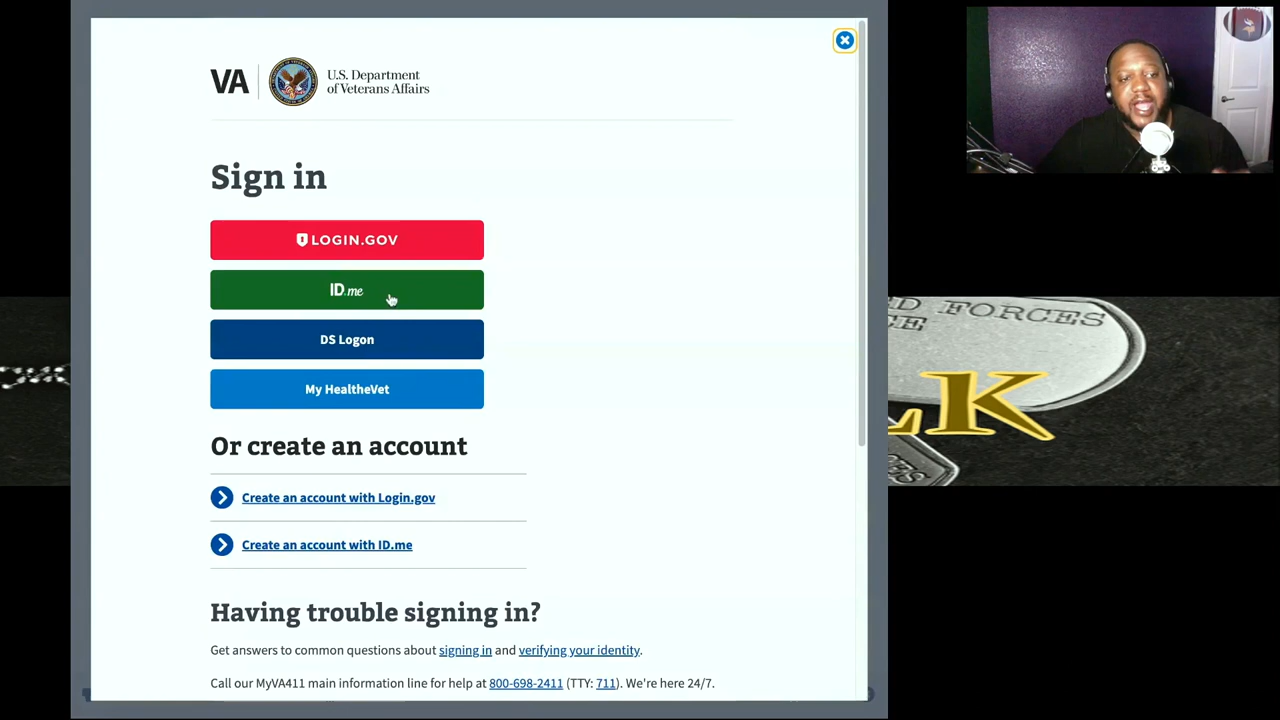 VA
U.S. Department
of Veterans Affairs
Sign in
LOGIN.GOV
ID.me
DS Logon
My HealtheVet
Or create an account
Create an account with Login.gov
Create an account with ID.me
Having trouble signing in?
Get answers to common questions about signing in and verifying your identity.
Call our MyVA411 main information line for help at 800-698-2411 (TTY: 711). We're here 24/7.
D FORCES
CE
LK